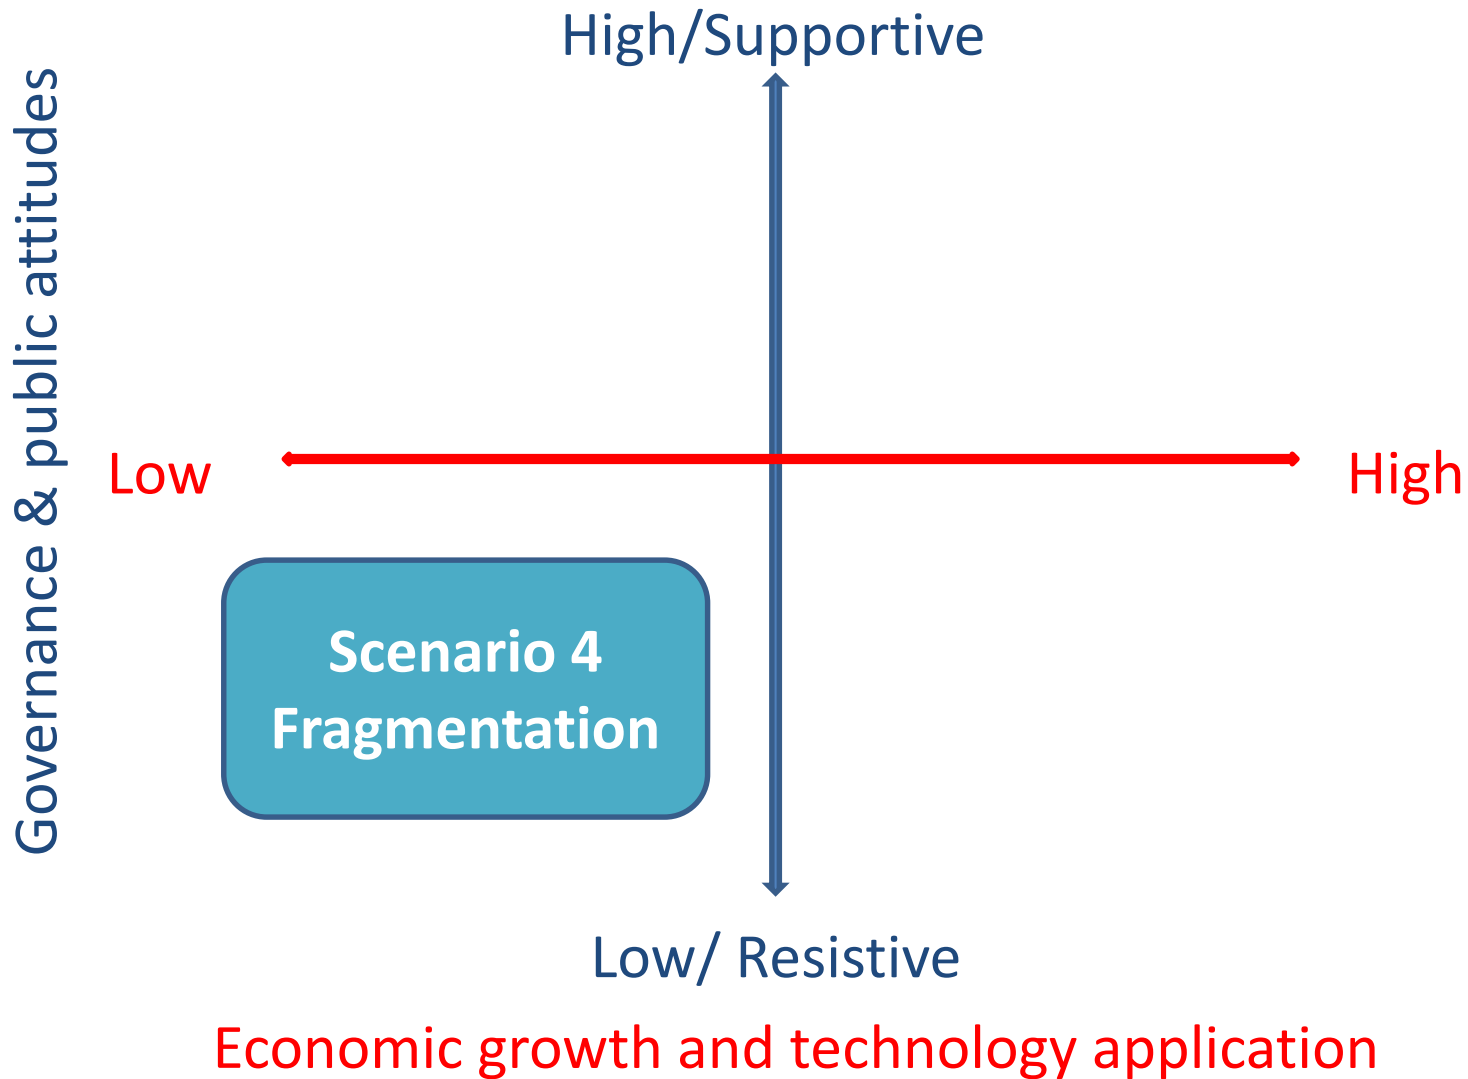 High/Supportive
Governance & public attitudes
Low
High
Scenario 4
Fragmentation
Low/ Resistive
Economic growth and technology application